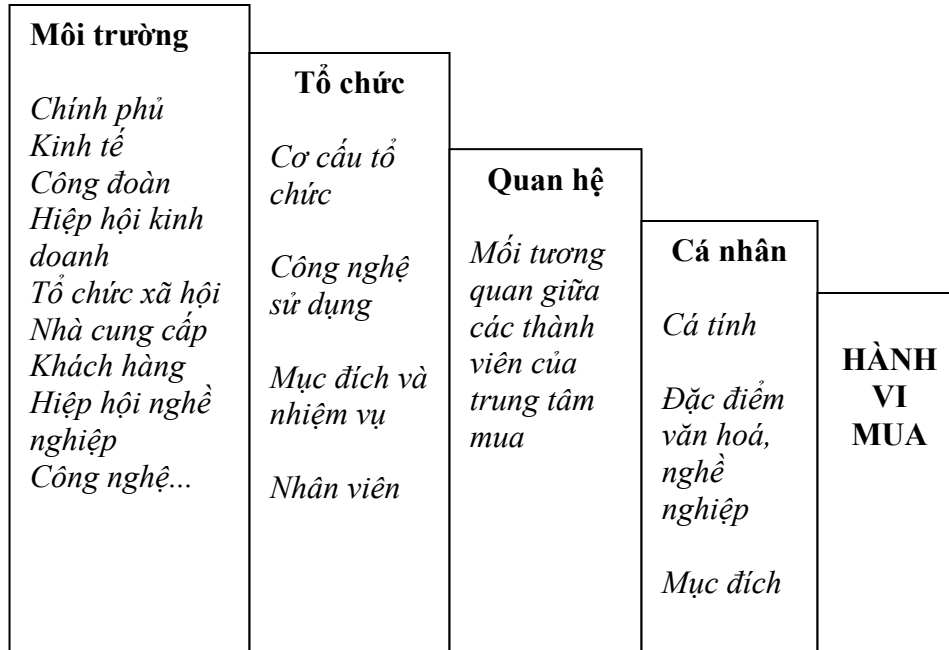 Môi trường
Chính phủ
Kinh tế
Công đoàn
Hiệp hội kinh
doanh
Tổ chức xã hội
Nhà cung cấp
Khách hàng
Hiệp hội nghề
nghiệp
Công nghệ...
Tổ chức
Cơ cấu tổ
chức
Công nghệ
sử dụng
Mục đích và
nhiệm vụ
Nhân viên
Quan hệ
Mối tương
quan giữa
các thành
viên của
trung tâm
mua
Cá nhân
Cá tính
Đặc điểm
văn hoá,
nghề
nghiệp
Mục đích
HÀNH
VI
MUA